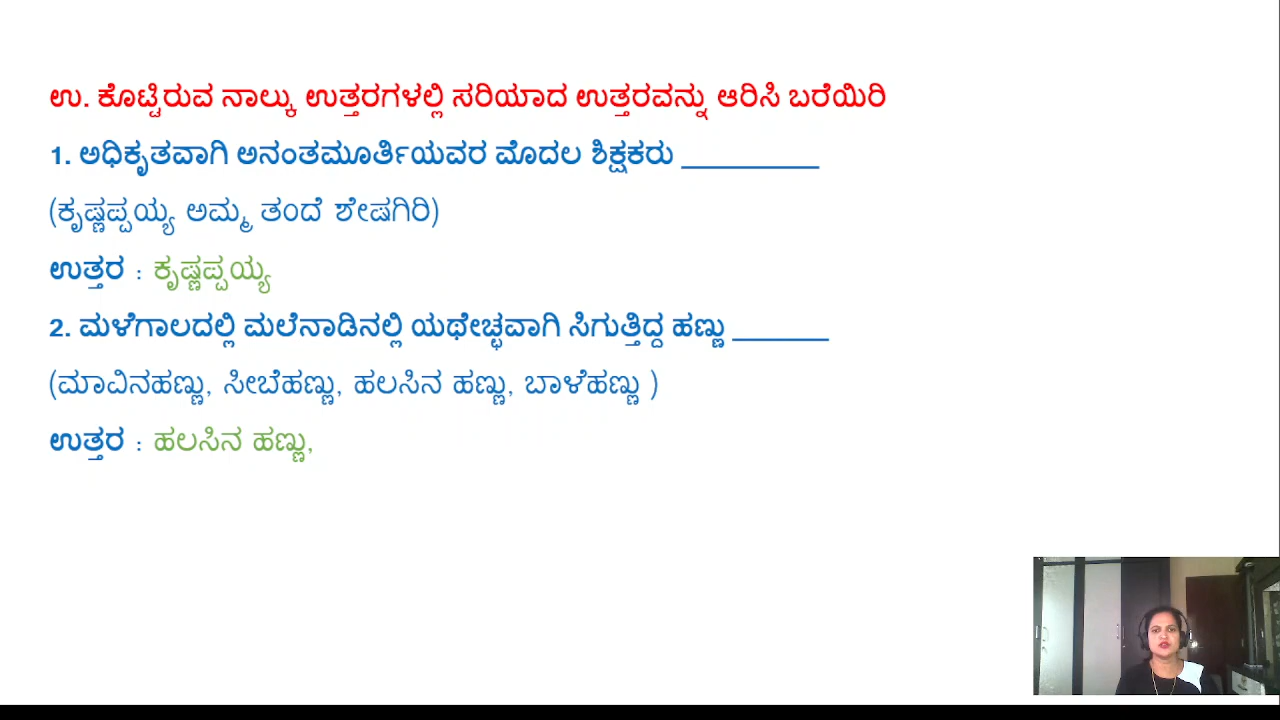 ಉ. ಕೊಟ್ಟಿರುವ ನಾಲ್ಕು ಉತ್ತರಗಳಲ್ಲಿ ಸರಿಯಾದ ಉತ್ತರವನ್ನು ಆರಿಸಿ ಬರೆಯಿರಿ
1. ಅಧಿಕೃತವಾಗಿ ಅನಂತಮೂರ್ತಿಯವರ ಮೊದಲ ಶಿಕ್ಷಕರು __________
(ಕೃಷ್ಣಪ್ಪಯ್ಯ ಅಮ್ಮ ತಂದೆ ಶೇಷಗಿರಿ)
ಉತ್ತರ : ಕೃಷ್ಣಪ್ಪಯ್ಯ
2. ಮಳೆಗಾಲದಲ್ಲಿ ಮಲೆನಾಡಿನಲ್ಲಿ ಯಥೇಚ್ಛವಾಗಿ ಸಿಗುತ್ತಿದ್ದ ಹಣ್ಣು _______
(ಮಾವಿನಹಣ್ಣು, ಸೀಬೆಹಣ್ಣು, ಹಲಸಿನ ಹಣ್ಣು, ಬಾಳೆಹಣ್ಣು )
ಉತ್ತರ : ಹಲಸಿನ ಹಣ್ಣು,